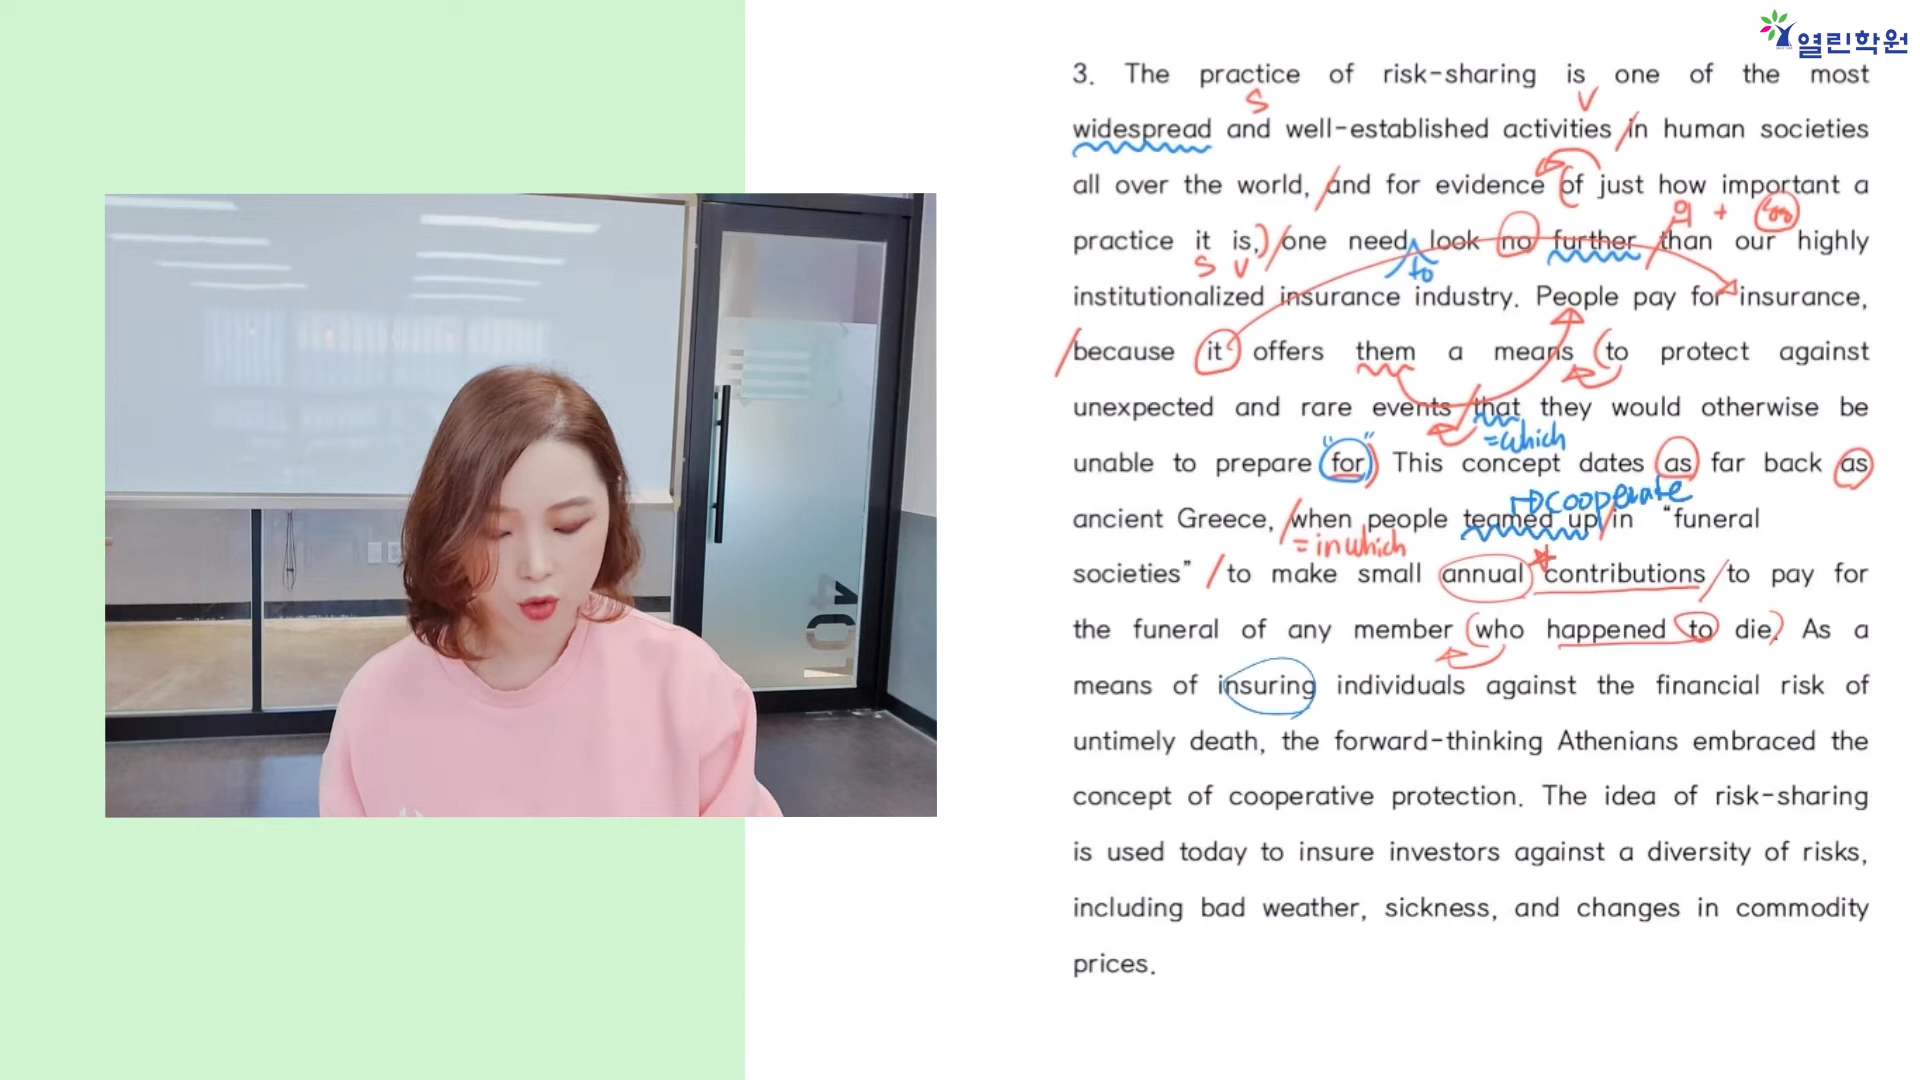 열린학원
3. The practice of risk-sharing is one of the most
S V
widespread and well-established activities in human societies
all over the world, and for evidence of just how important a
practice it is, one need look no further than our highly
S V to
institutionalized insurance industry. People pay for insurance,
because it offers them a means to protect against
unexpected and rare events that they would otherwise be
=which
unable to prepare "for" This concept dates as far back as
→cooperate
ancient Greece, when people teamed up in “funeral
=in which
societies” to make small annual contributions to pay for
the funeral of any member who happened to die. As a
means of insuring individuals against the financial risk of
untimely death, the forward-thinking Athenians embraced the
concept of cooperative protection. The idea of risk-sharing
is used today to insure investors against a diversity of risks,
including bad weather, sickness, and changes in commodity
prices.